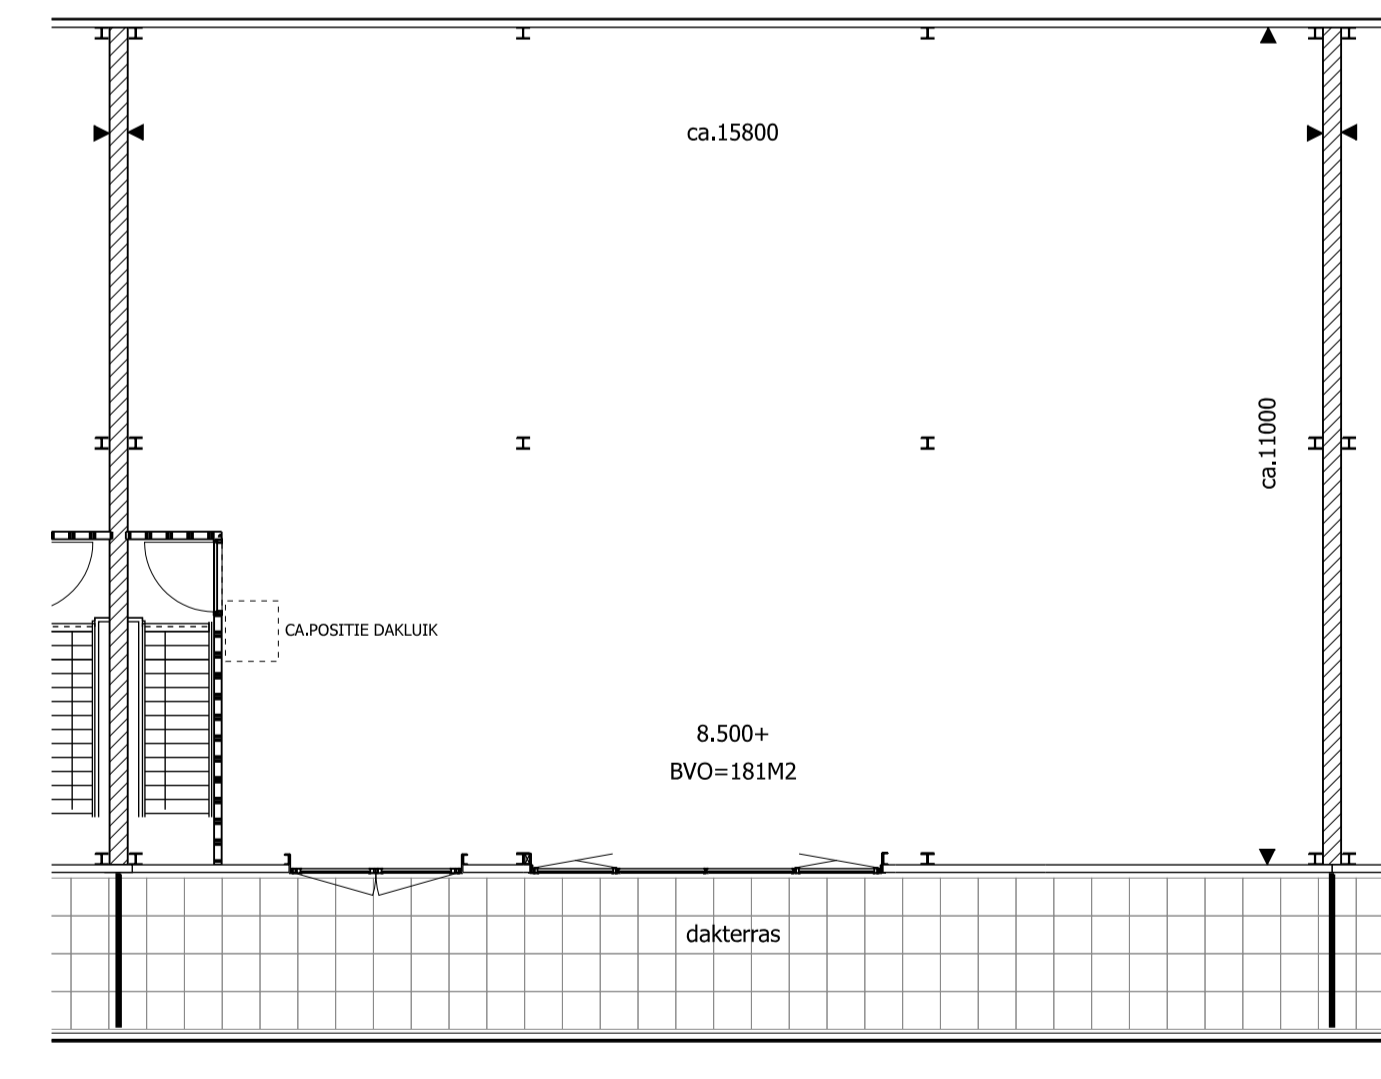 ca.15800
ca.11000
CA.POSITIE DAKLUIK
8.500+
BVO=181M2
dakterras